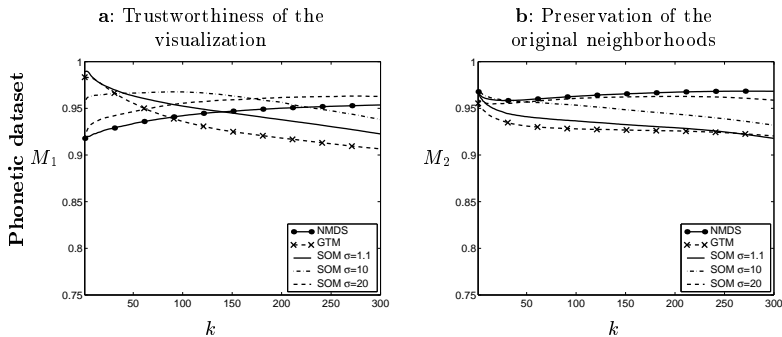 a: Trustworthiness of the
visualization
b: Preservation of the
original neighborhoods
Phonetic dataset
M1
1
0.95
0.9
0.85
0.8
0.75
50
100
150
200
250
300
k
NMDS
GTM
SOM σ=1.1
SOM σ=10
SOM σ=20
M2
1
0.95
0.9
0.85
0.8
0.75
50
100
150
200
250
300
k
NMDS
GTM
SOM σ=1.1
SOM σ=10
SOM σ=20